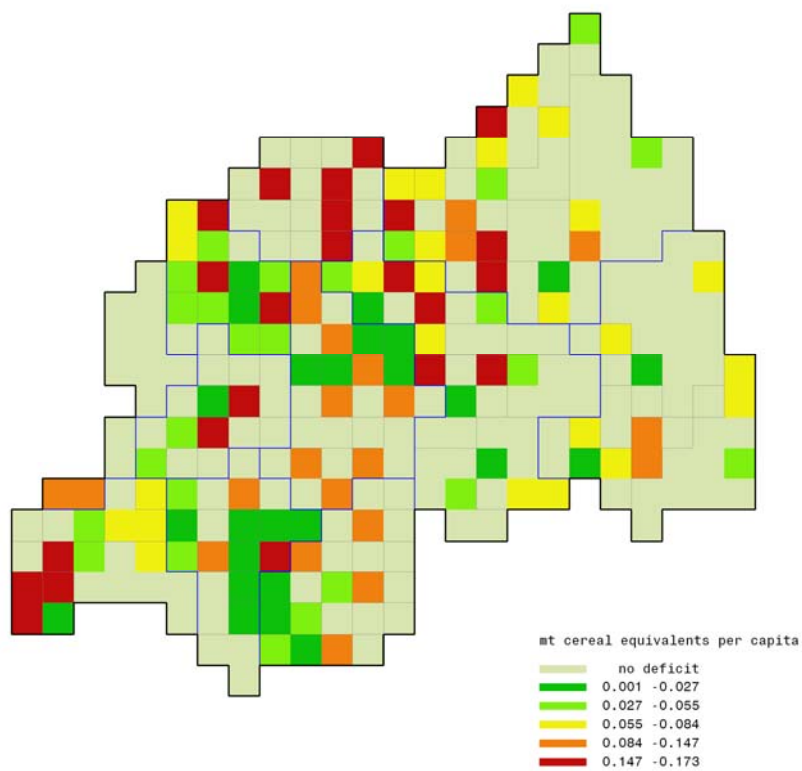 mt cereal equivalents per capita
no deficit
0.001 -0.027
0.027 -0.055
0.055 -0.084
0.084 -0.147
0.147 -0.173